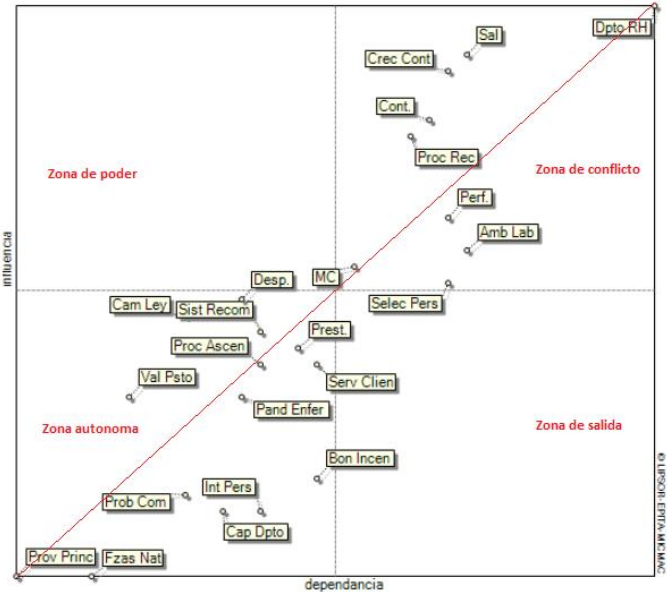 Dpto RH
Sal
Crec Cont
Cont.
Proc Rec
Zona de poder
Zona de conflicto
Perf.
Amb Lab
influencia
MC
Desp.
Selec Pers
Cam Ley
Sist Recom
Prest.
Proc Ascen
Val Psto
Serv Clien
Pand Enfer
Zona autonoma
Zona de salida
Bon Incen
Int Pers
Prob Com
Cap Dpto
Prov Princ
Fzas Nat
dependancia
© LIPSOR-EPITA-MICMAC